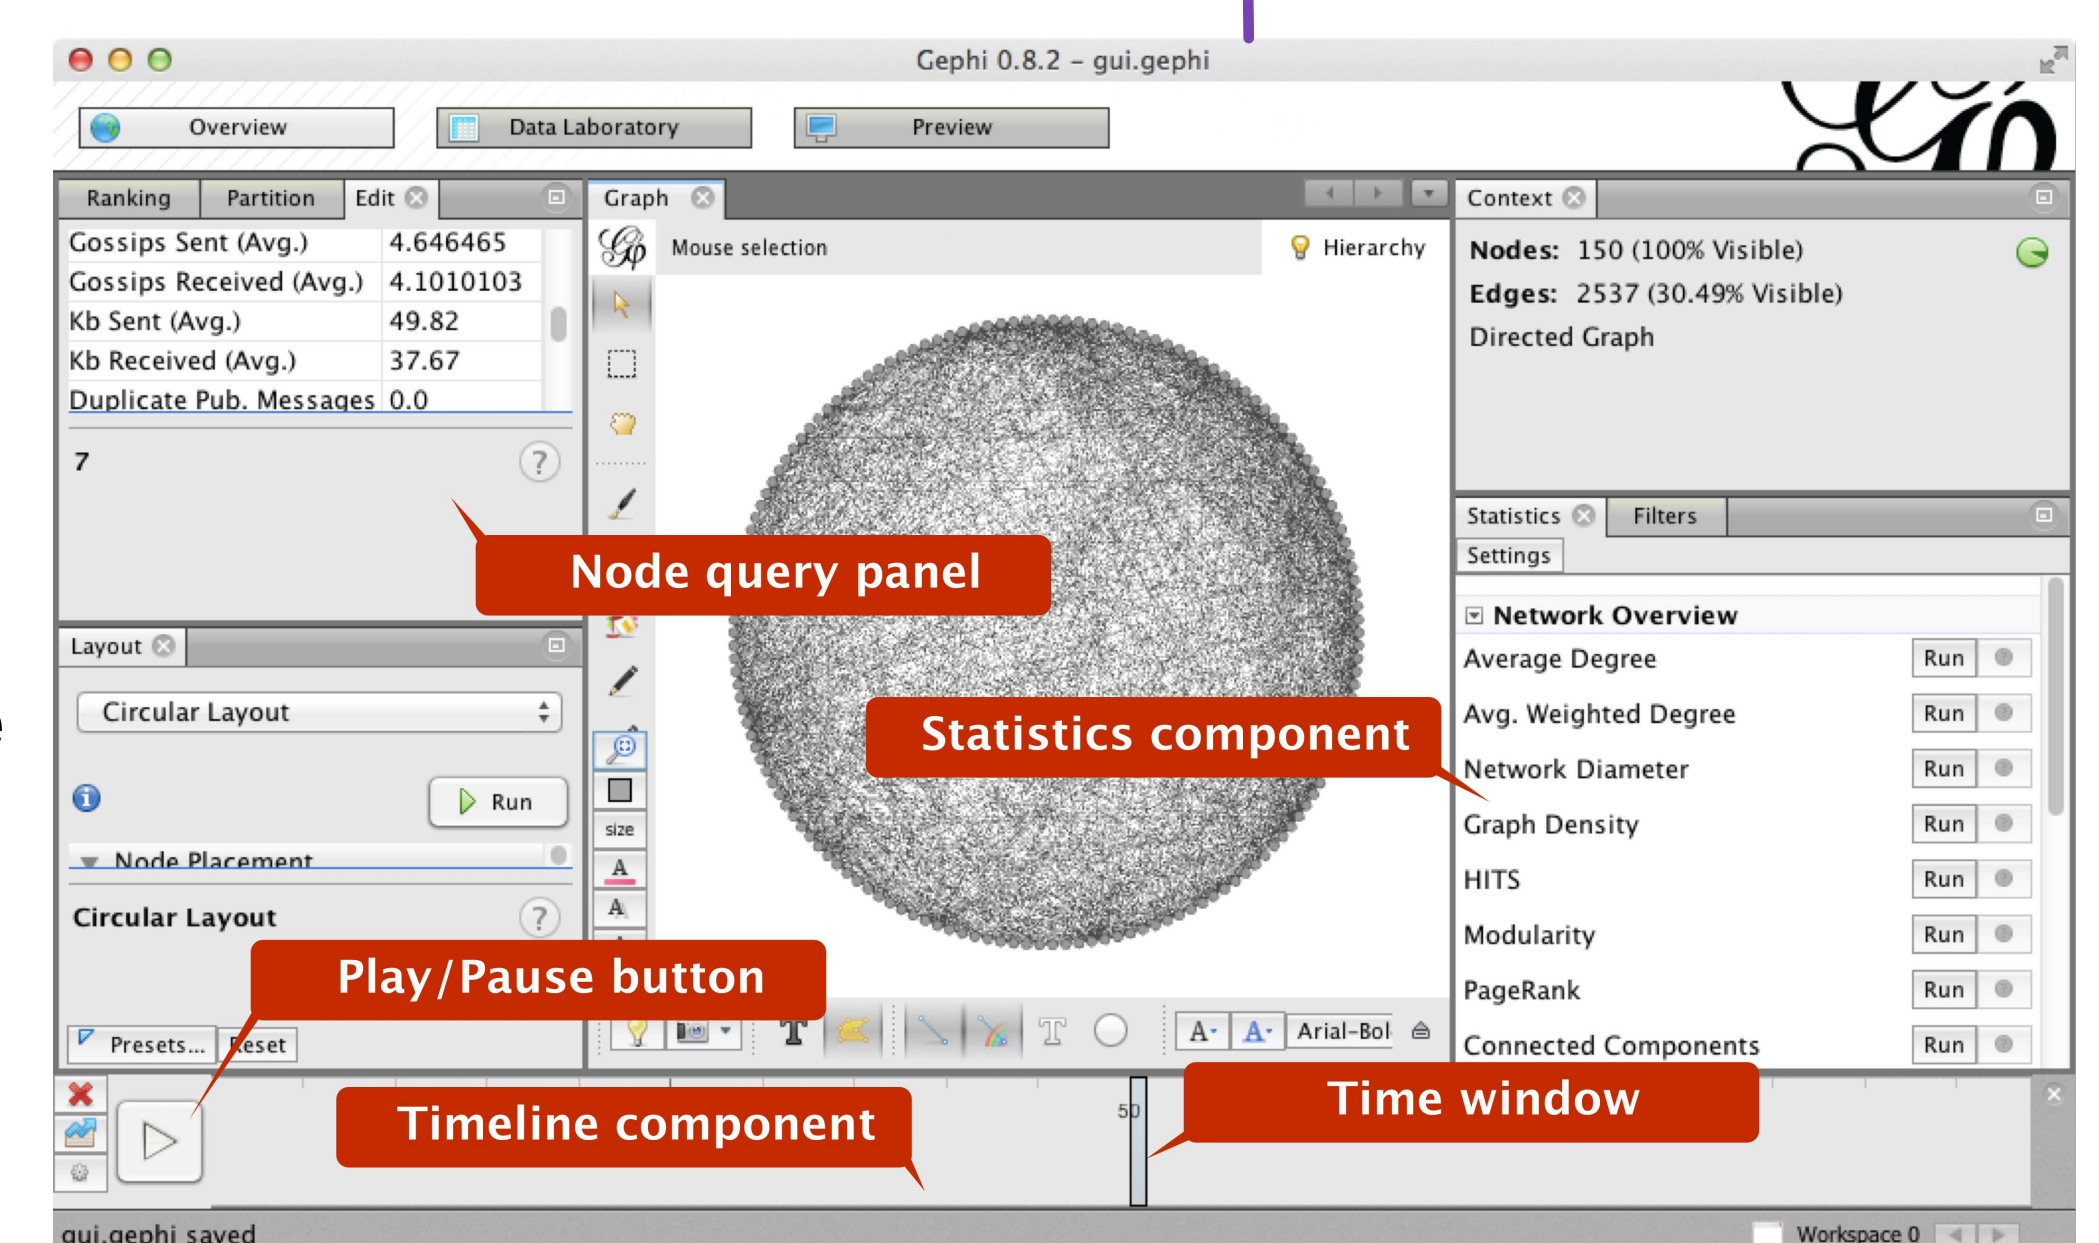 Gephi 0.8.2 – gui.gephi
Overview
Data Laboratory
Preview
Ranking
Partition
Edit
Gossips Sent (Avg.) 4.646465
Gossips Received (Avg.) 4.1010103
Kb Sent (Avg.) 49.82
Kb Received (Avg.) 37.67
Duplicate Pub. Messages 0.0
7
?
Node query panel
Layout
Circular Layout
Run
Node Placement
Circular Layout
?
Play/Pause button
Presets...
Reset
Graph
Mouse selection
Hierarchy
size
A
A
T
T
A
A
Arial-Bol
Context
Nodes: 150 (100% Visible)
Edges: 2537 (30.49% Visible)
Directed Graph
Statistics
Filters
Settings
Network Overview
Average Degree Run
Avg. Weighted Degree Run
Network Diameter Run
Graph Density Run
HITS Run
Modularity Run
PageRank Run
Connected Components Run
Statistics component
Timeline component
50
Time window
gui.gephi saved
Workspace 0